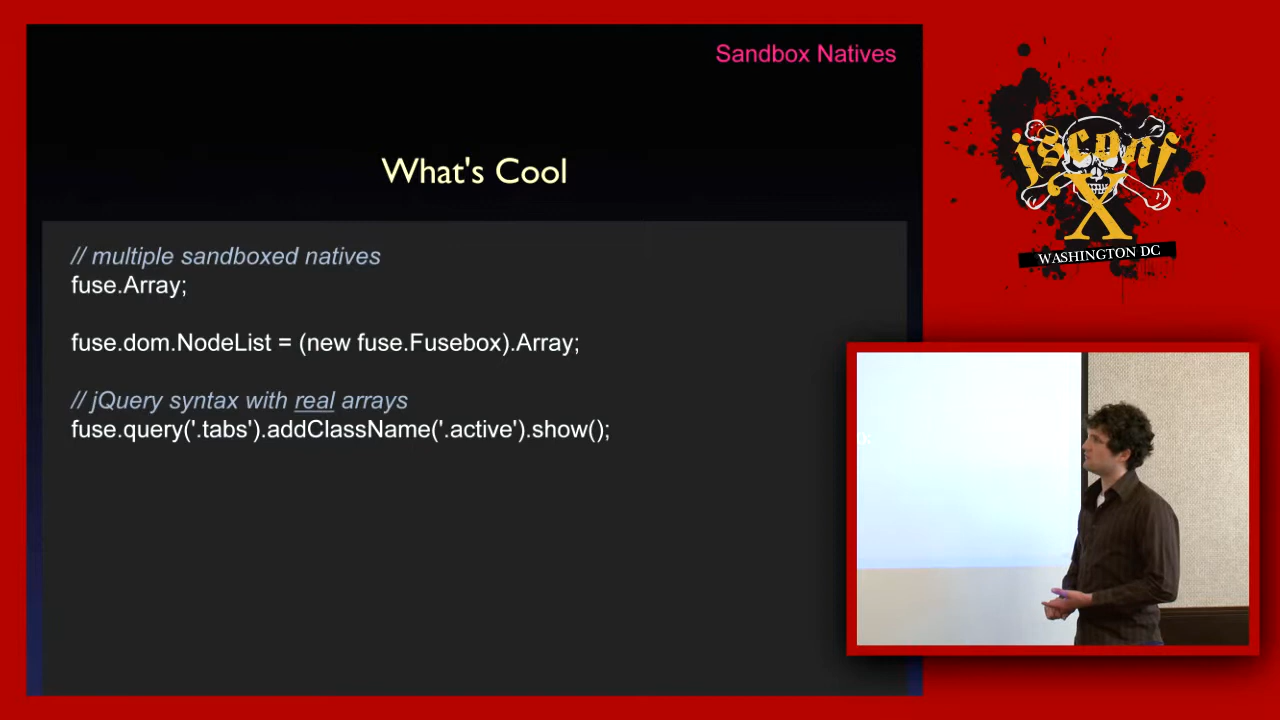 Sandbox Natives
What's Cool
// multiple sandboxed natives
fuse.Array;
fuse.dom.NodeList = (new fuse.Fusebox).Array;
// jQuery syntax with real arrays
fuse.query('.tabs').addClassName('.active').show();
jsconf
X
WASHINGTON DC